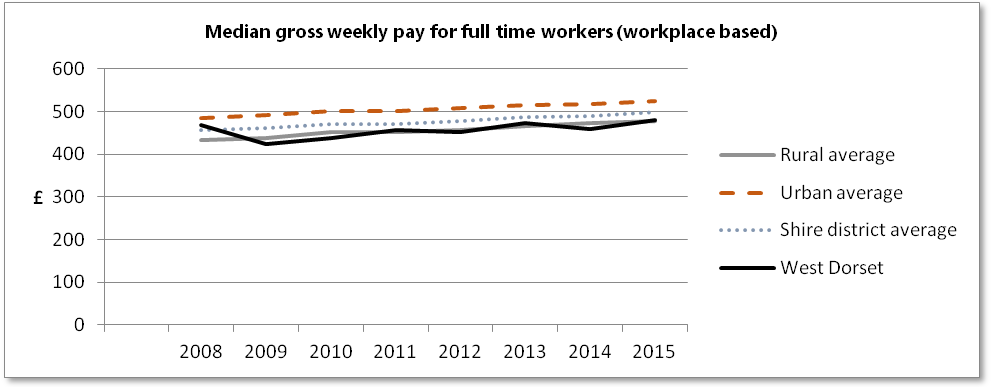 Median gross weekly pay for full time workers (workplace based)
600
500
400
300
200
100
0
£
2008 2009 2010 2011 2012 2013 2014 2015
Rural average
Urban average
Shire district average
West Dorset